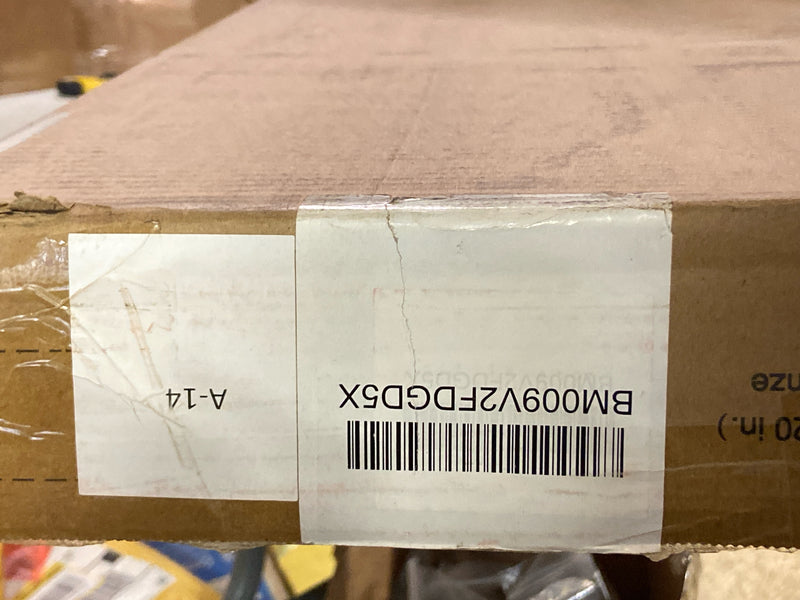 A-14
BM009V2FDGD5X
20 in.)
nze